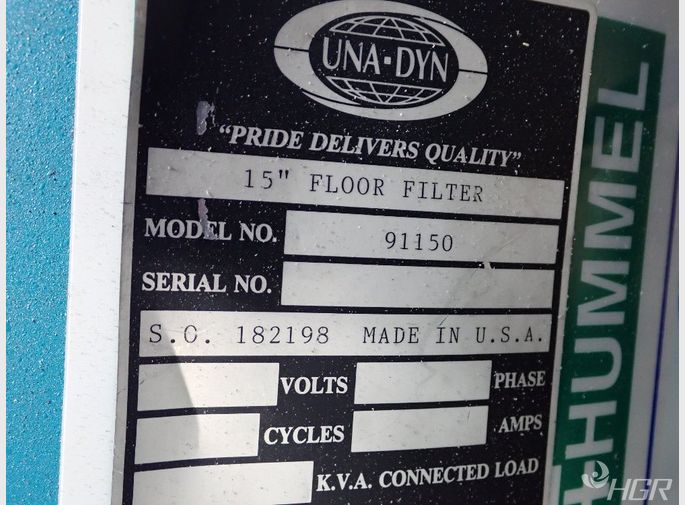 UNA-DYN
"PRIDE DELIVERS QUALITY"
15" FLOOR FILTER
MODEL NO. 91150
SERIAL NO.
S.O. 182198 MADE IN U.S.A.
VOLTS PHASE
CYCLES AMPS
K.V.A. CONNECTED LOAD
HUMMEL
HGR